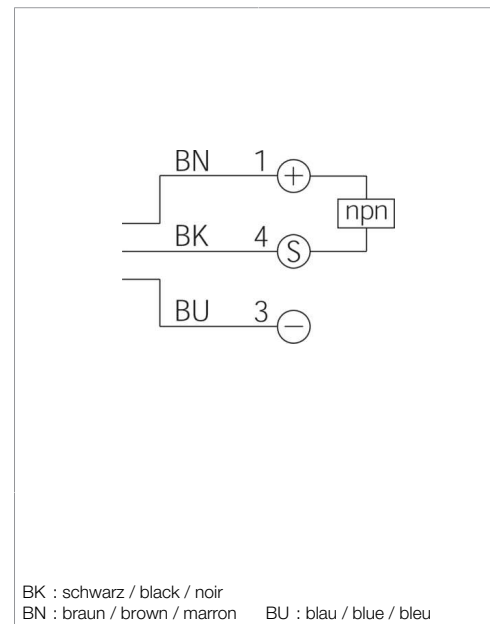 BN 1 +
npn
BK 4 S
BU 3 −
BK : schwarz / black / noir
BN : braun / brown / marron BU : blau / blue / bleu